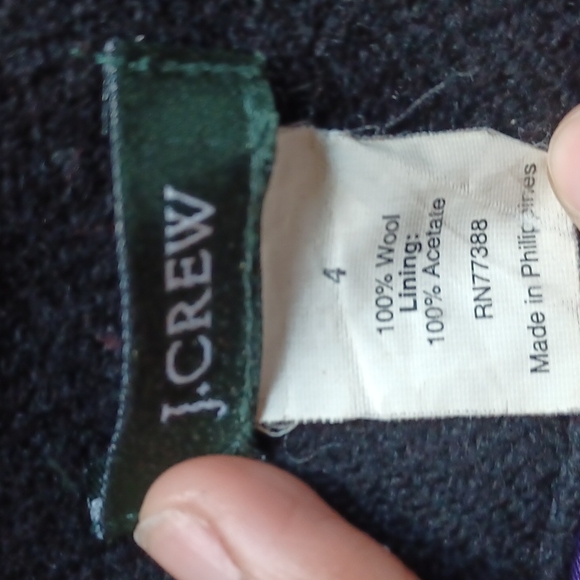 J.CREW
4
100% Wool
Lining:
100% Acetate
RN77388
Made in Philippines